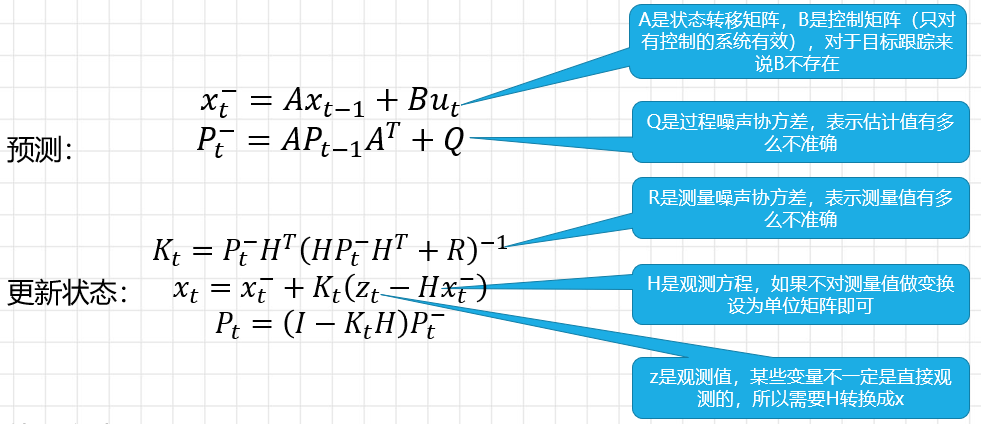 A是状态转移矩阵，B是控制矩阵（只对
有控制的系统有效），对于目标跟踪来
说B不存在
预测：
x_t^- = Ax_{t-1} + Bu_t
P_t^- = AP_{t-1}A^T + Q
Q是过程噪声协方差，表示估计值有多
么不准确
R是测量噪声协方差，表示测量值有多
么不准确
更新状态：
K_t = P_t^-H^T(HP_t^-H^T + R)^{-1}
x_t = x_t^- + K_t(z_t - Hx_t^-)
P_t = (I - K_tH)P_t^-
H是观测方程，如果不对测量值做变换
设为单位矩阵即可
z是观测值，某些变量不一定是直接观
测的，所以需要H转换成x